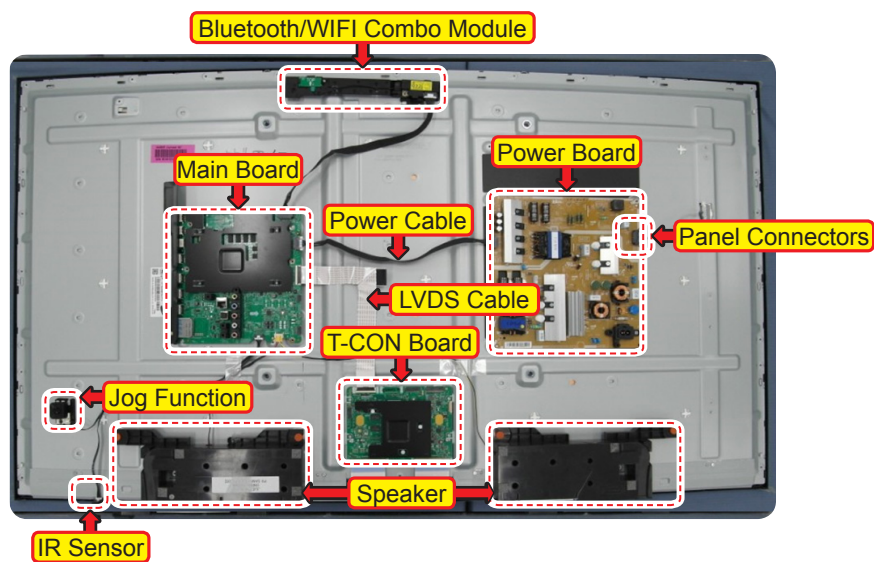 Bluetooth/WIFI Combo Module
Main Board
Power Board
Power Cable
Panel Connectors
LVDS Cable
T-CON Board
Jog Function
Speaker
IR Sensor